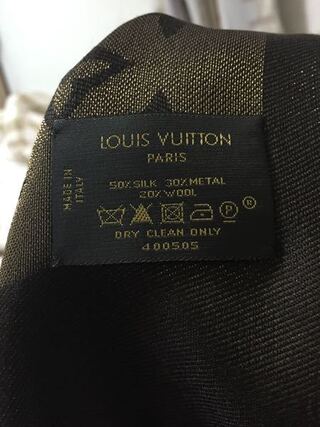 LOUIS VUITTON
PARIS
MADE IN
ITALY
50%SILK 30%METAL
20%WOOL
P®
DRY CLEAN ONLY
400505